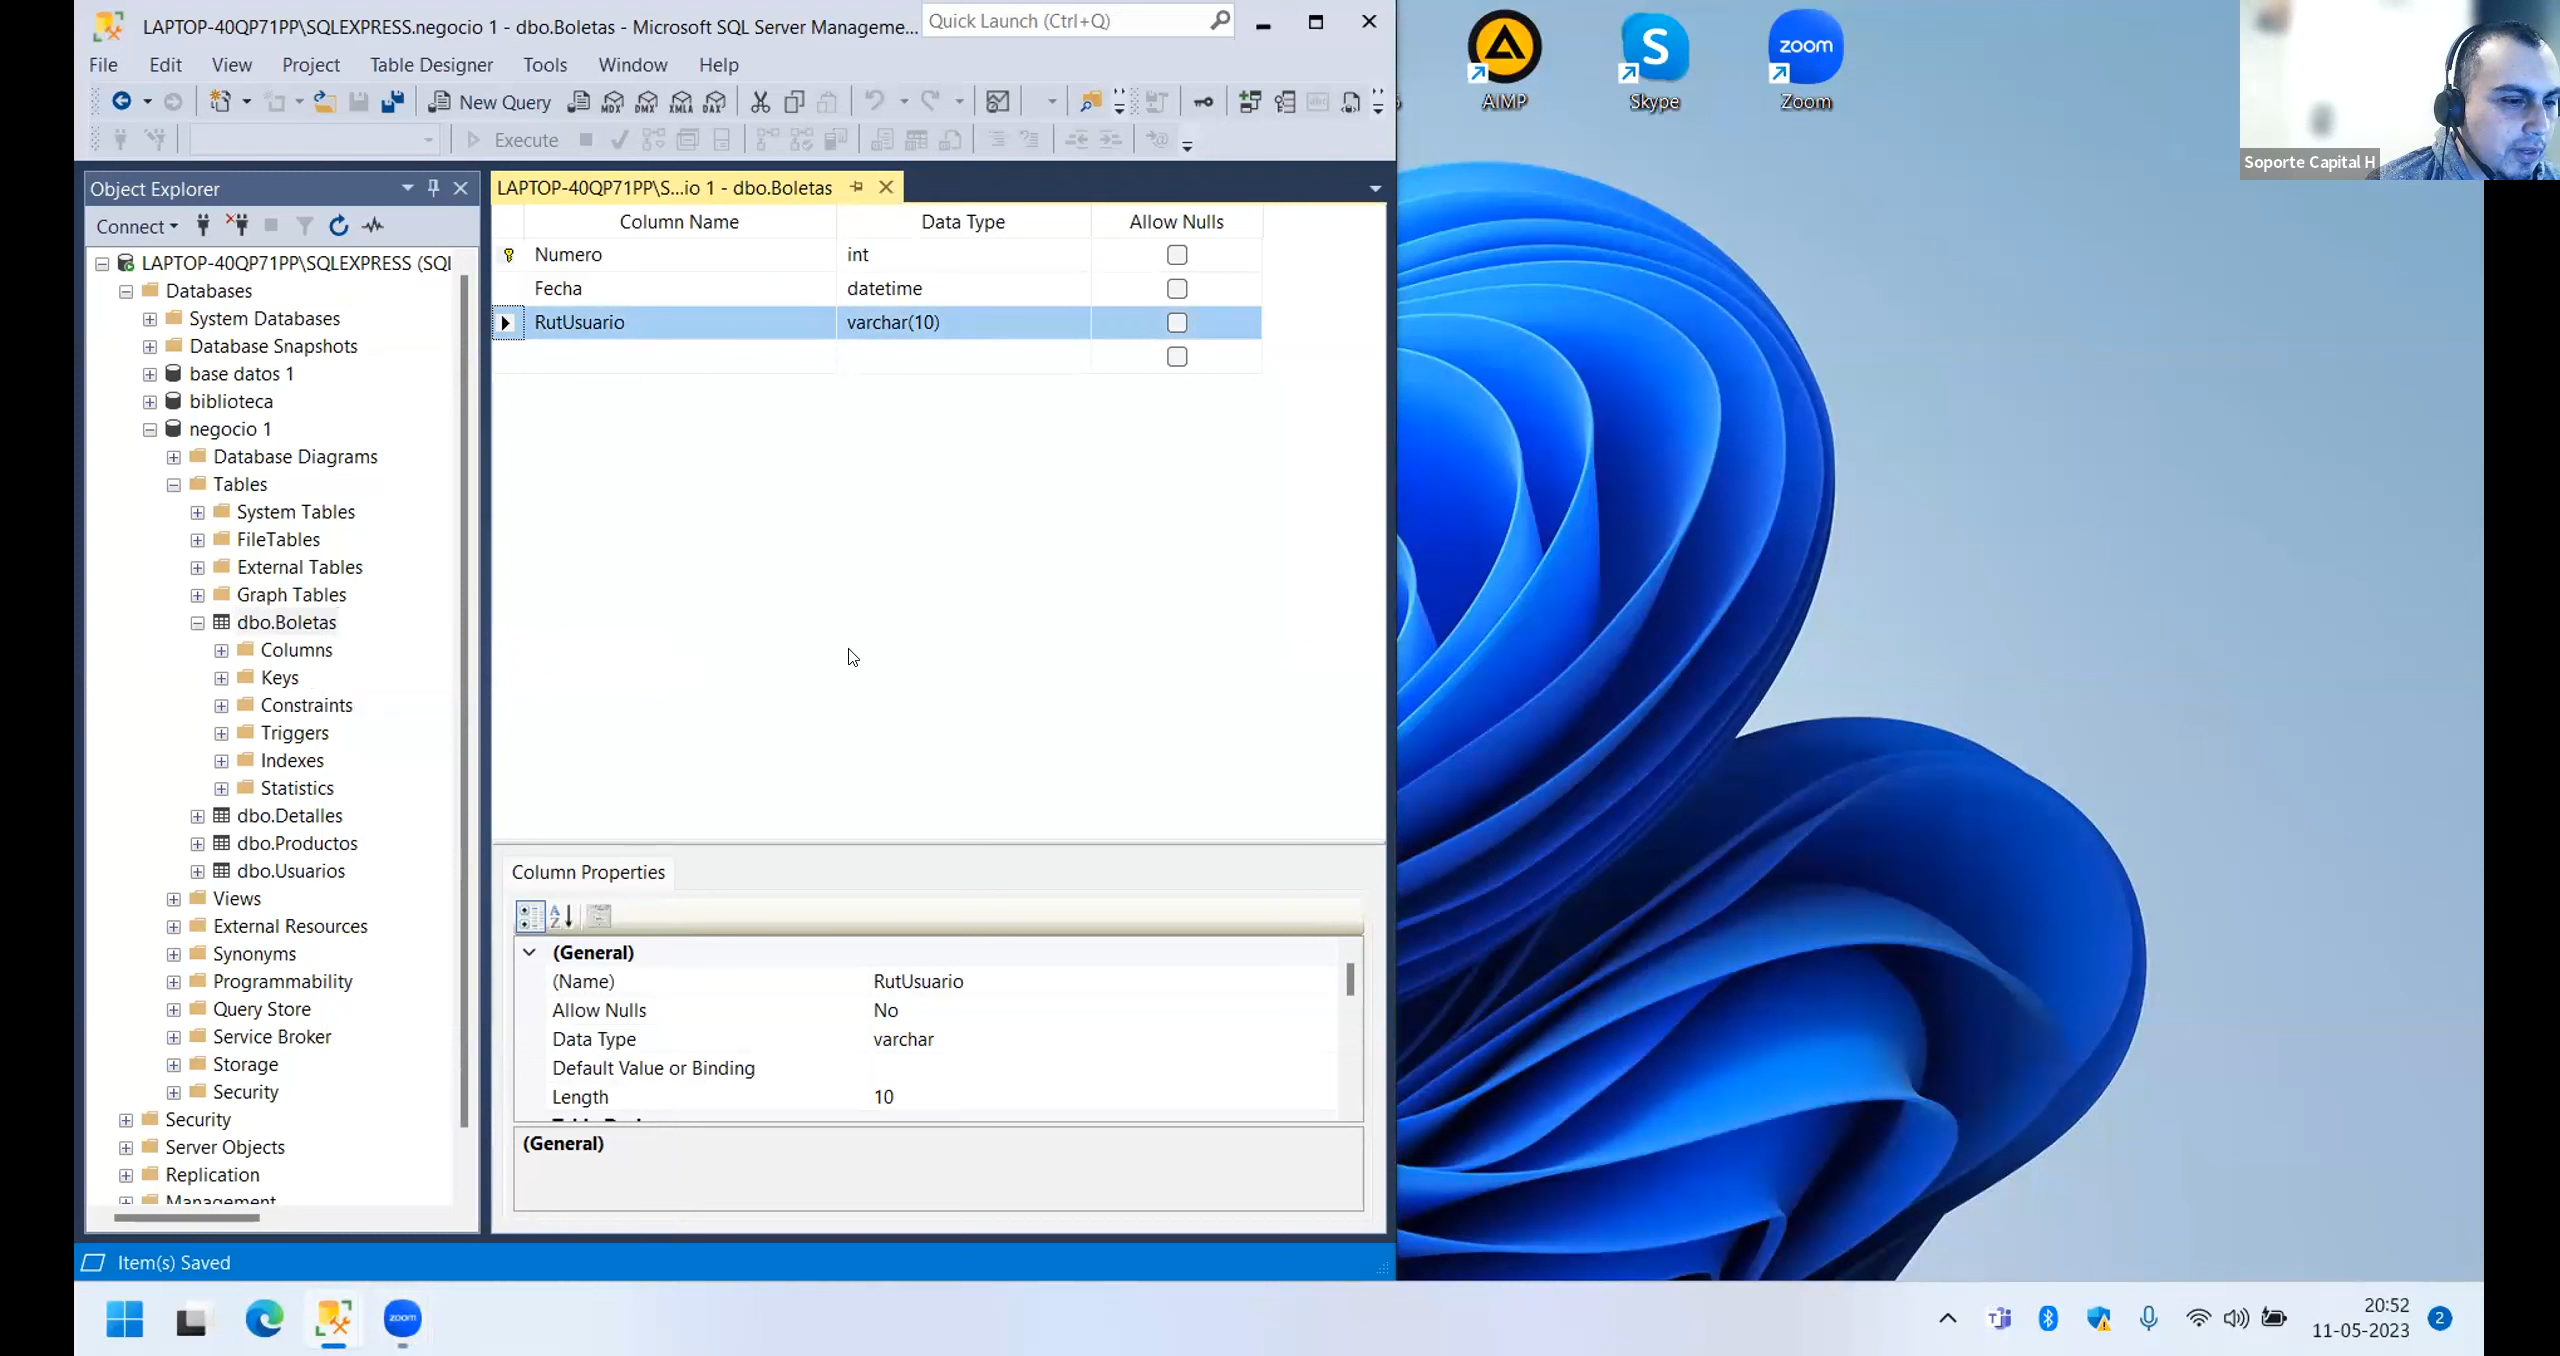 LAPTOP-40QP71PP\SQLEXPRESS.negocio 1 - dbo.Boletas - Microsoft SQL Server Manageme...
Quick Launch (Ctrl+Q)
File Edit View Project Table Designer Tools Window Help
New Query MDX DMX XMLA DAX
Execute
Object Explorer
Connect
LAPTOP-40QP71PP\SQLEXPRESS (SQL
Databases
System Databases
Database Snapshots
base datos 1
biblioteca
negocio 1
Database Diagrams
Tables
System Tables
FileTables
External Tables
Graph Tables
dbo.Boletas
Columns
Keys
Constraints
Triggers
Indexes
Statistics
dbo.Detalles
dbo.Productos
dbo.Usuarios
Views
External Resources
Synonyms
Programmability
Query Store
Service Broker
Storage
Security
Security
Server Objects
Replication
Management
LAPTOP-40QP71PP\S...io 1 - dbo.Boletas
Column Name Data Type Allow Nulls
Numero int
Fecha datetime
RutUsuario varchar(10)
Column Properties
(General)
(Name) RutUsuario
Allow Nulls No
Data Type varchar
Default Value or Binding
Length 10
(General)
Item(s) Saved
AIMP
Skype
zoom
Zoom
Soporte Capital H
zoom
20:52
11-05-2023
2